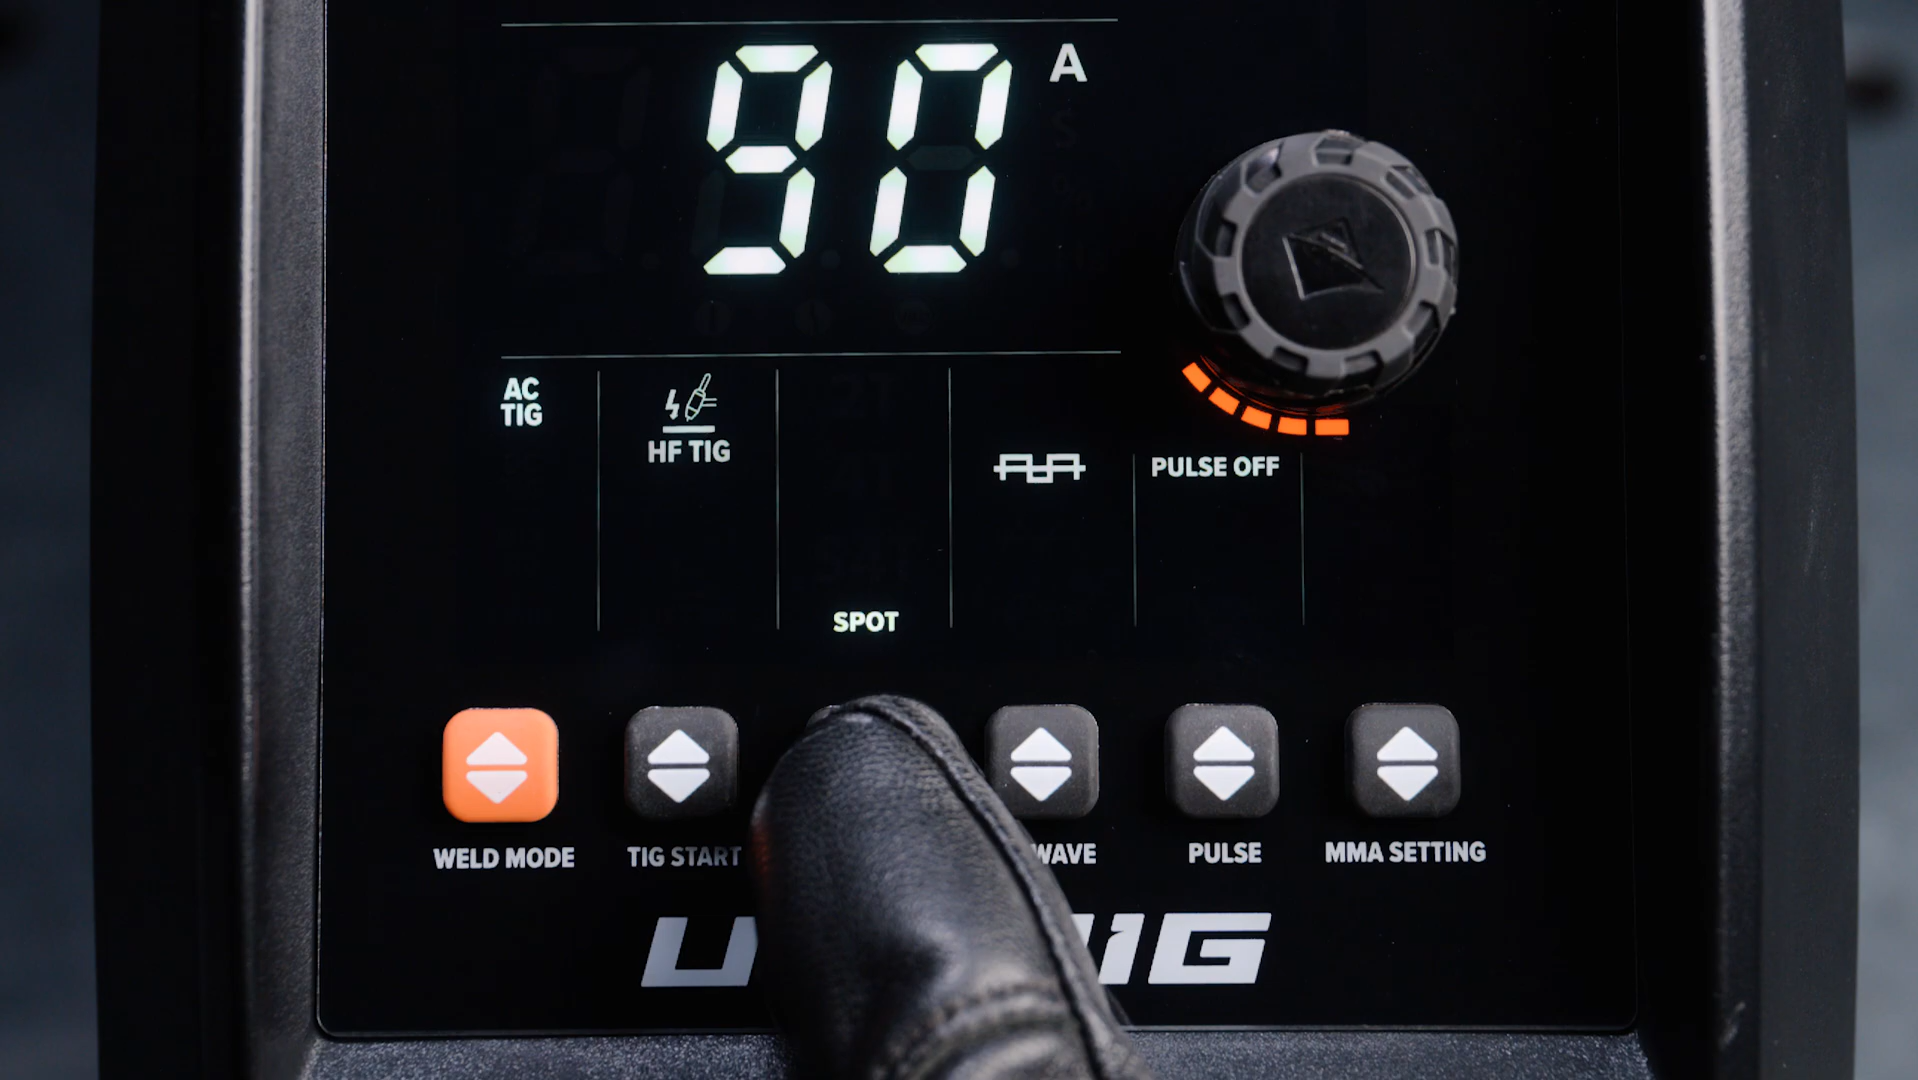 90 A
AC
TIG
HF TIG
PULSE OFF
SPOT
WELD MODE
TIG START
WAVE
PULSE
MMA SETTING